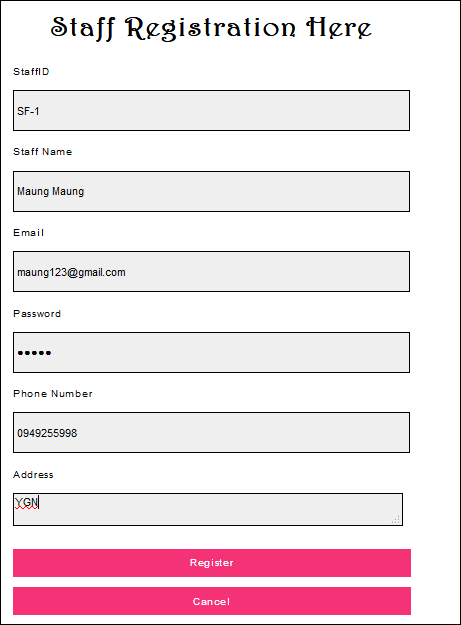 Staff Registration Here
StaffID
SF-1
Staff Name
Maung Maung
Email
maung123@gmail.com
Password
•••••
Phone Number
0949255998
Address
YGN
Register
Cancel